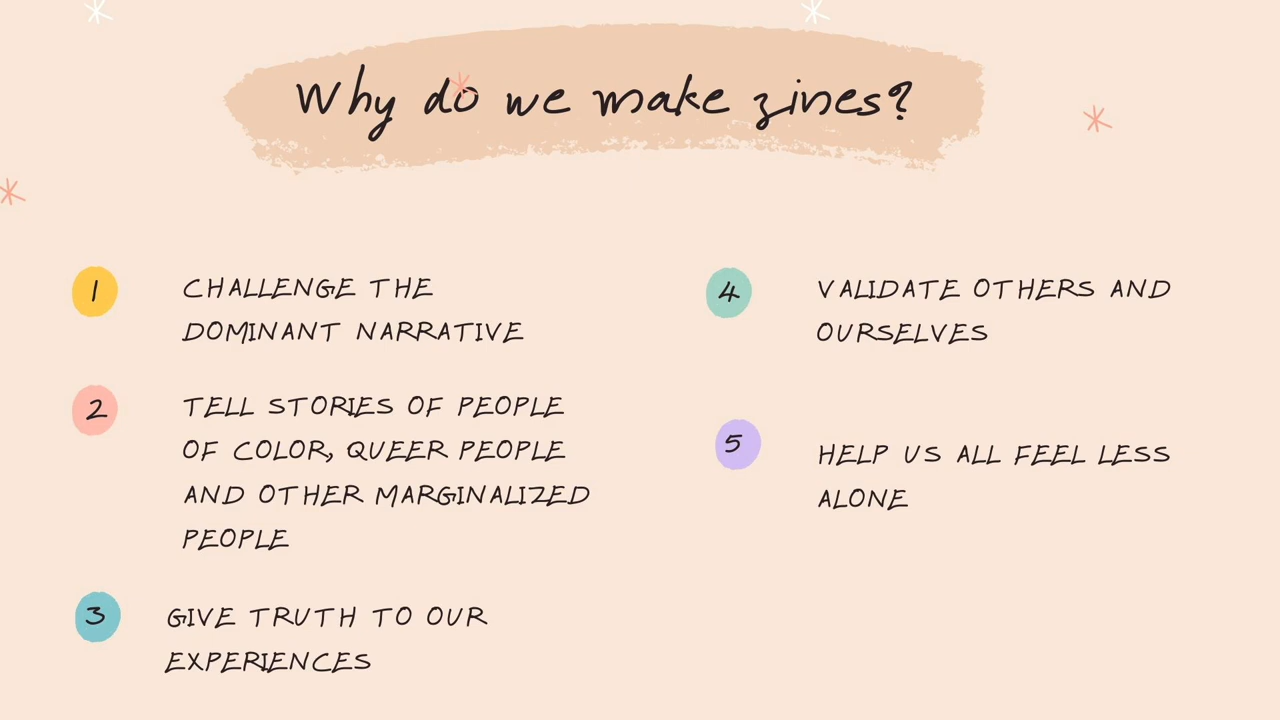 Why do we make zines?
1
CHALLENGE THE
DOMINANT NARRATIVE
2
TELL STORIES OF PEOPLE
OF COLOR, QUEER PEOPLE
AND OTHER MARGINALIZED
PEOPLE
3
GIVE TRUTH TO OUR
EXPERIENCES
4
VALIDATE OTHERS AND
OURSELVES
5
HELP US ALL FEEL LESS
ALONE